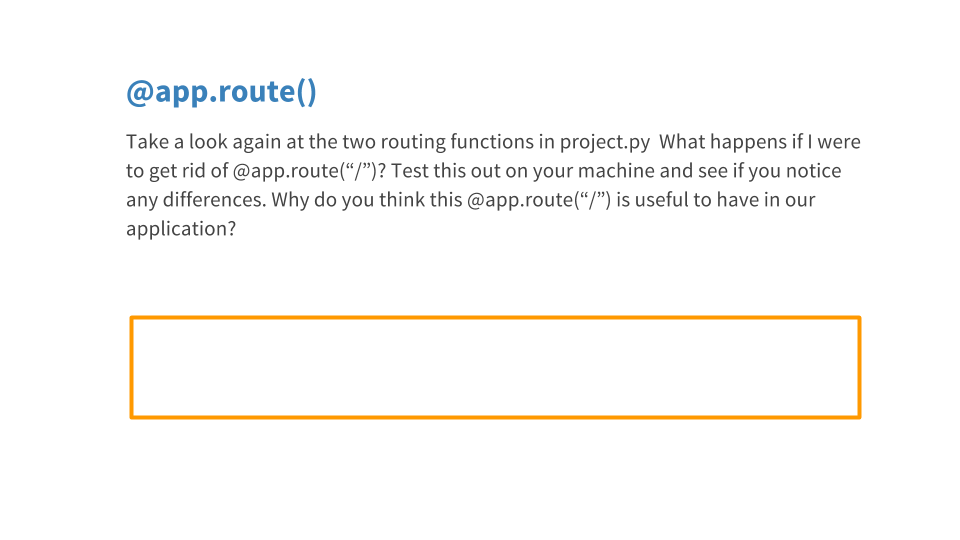 @app.route()
Take a look again at the two routing functions in project.py  What happens if I were
to get rid of @app.route(“/”)? Test this out on your machine and see if you notice
any differences. Why do you think this @app.route(“/”) is useful to have in our
application?